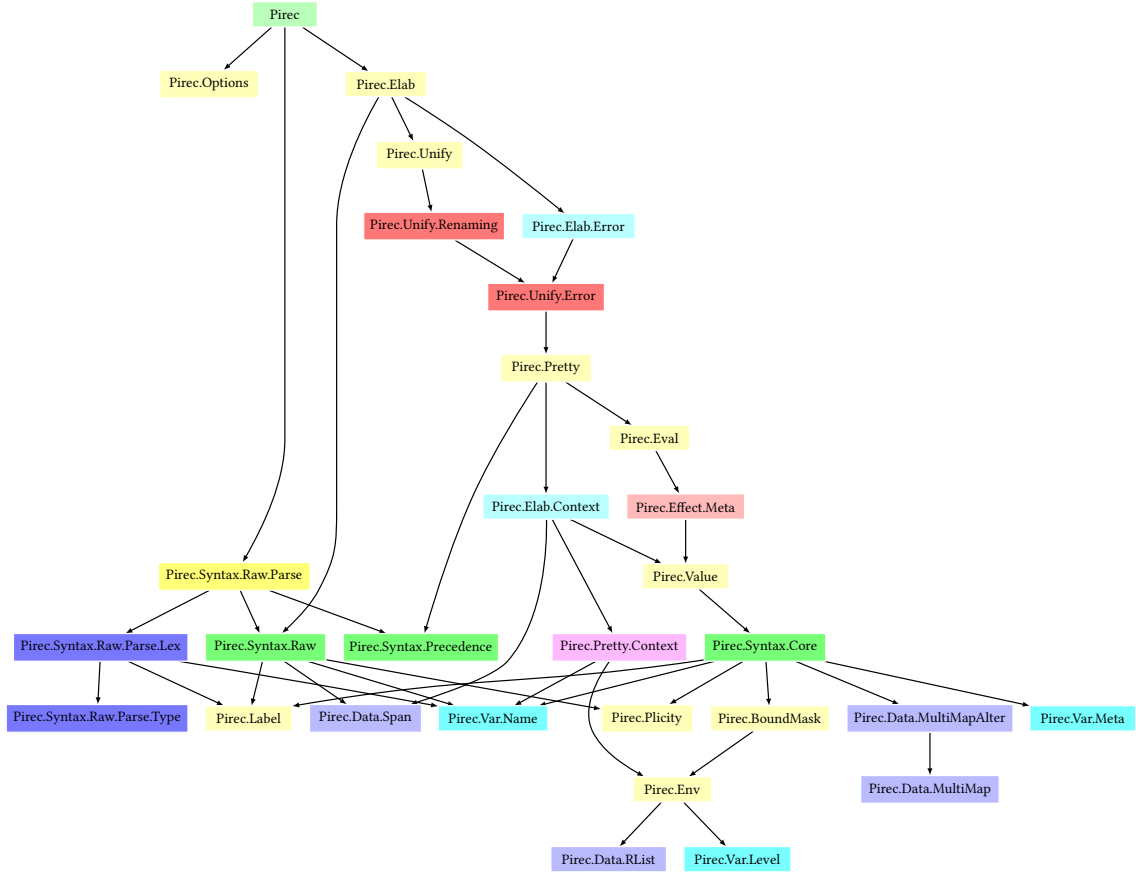 Pirec
Pirec.Options
Pirec.Elab
Pirec.Unify
Pirec.Unify.Renaming
Pirec.Elab.Error
Pirec.Unify.Error
Pirec.Pretty
Pirec.Eval
Pirec.Elab.Context
Pirec.Effect.Meta
Pirec.Syntax.Raw.Parse
Pirec.Value
Pirec.Syntax.Raw.Parse.Lex
Pirec.Syntax.Raw
Pirec.Syntax.Precedence
Pirec.Pretty.Context
Pirec.Syntax.Core
Pirec.Syntax.Raw.Parse.Type
Pirec.Label
Pirec.Data.Span
Pirec.Var.Name
Pirec.Plicity
Pirec.BoundMask
Pirec.Data.MultiMapAlter
Pirec.Var.Meta
Pirec.Env
Pirec.Data.MultiMap
Pirec.Data.RList
Pirec.Var.Level